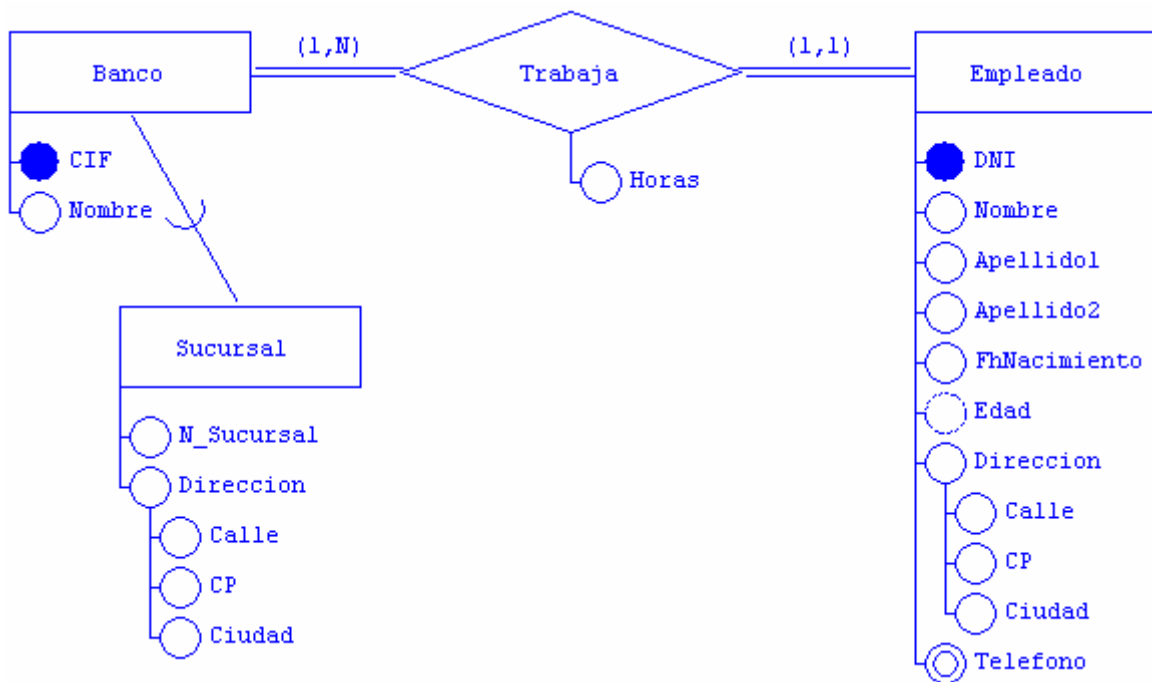 (1,N)
(1,1)
Banco
Trabaja
Empleado
CIF
Nombre
Horas
DNI
Nombre
Apellido1
Apellido2
FhNacimiento
Edad
Direccion
Calle
CP
Ciudad
Telefono
Sucursal
N_Sucursal
Direccion
Calle
CP
Ciudad